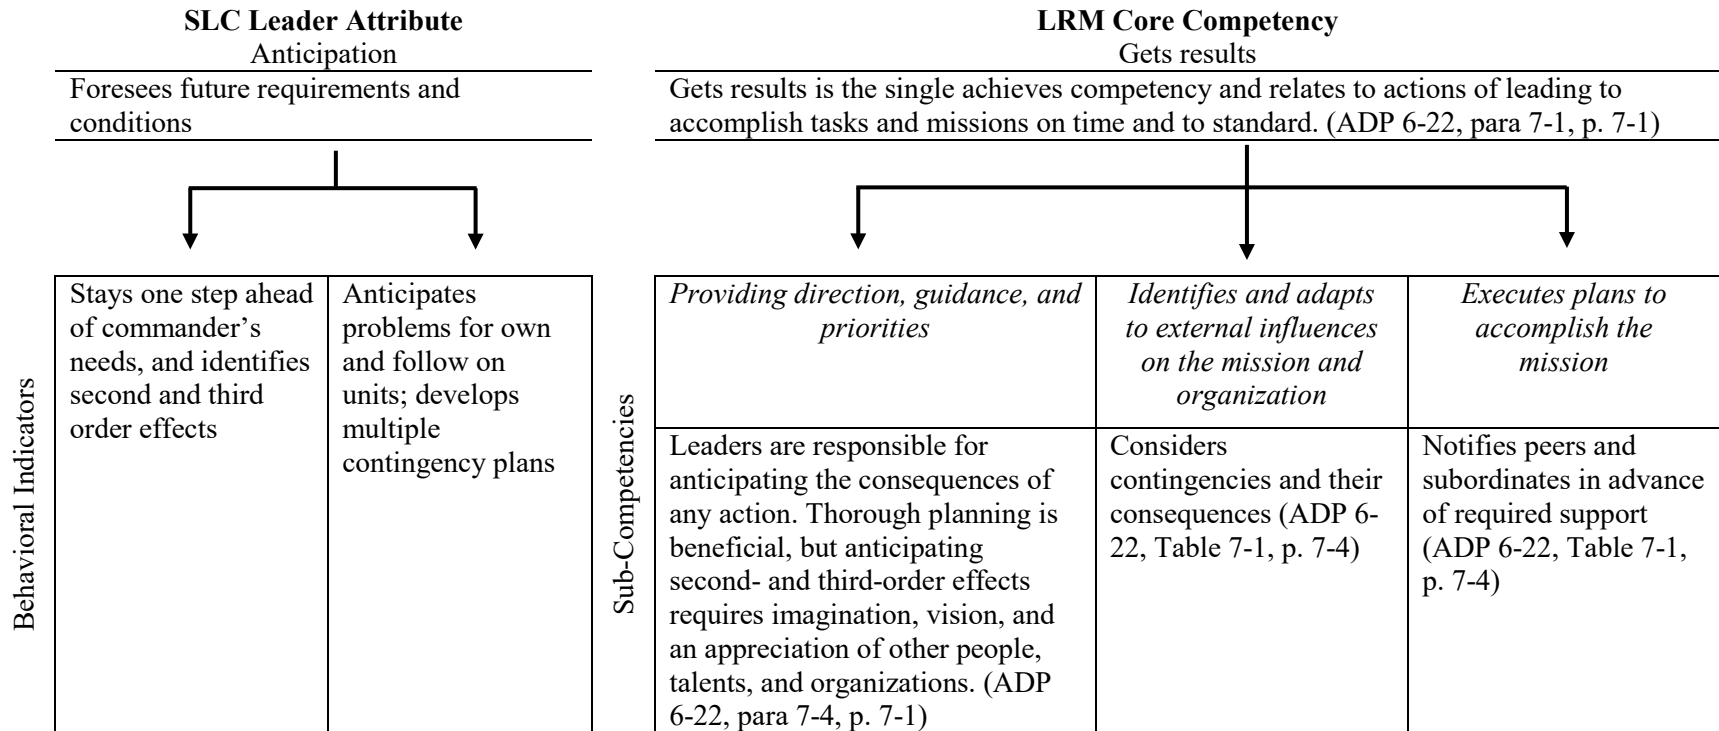 SLC Leader Attribute
Anticipation
Foresees future requirements and
conditions
Behavioral Indicators
Stays one step ahead
of commander’s
needs, and identifies
second and third
order effects
Anticipates
problems for own
and follow on
units; develops
multiple
contingency plans
LRM Core Competency
Gets results
Gets results is the single achieves competency and relates to actions of leading to
accomplish tasks and missions on time and to standard. (ADP 6-22, para 7-1, p. 7-1)
Sub-Competencies
Providing direction, guidance, and
priorities
Leaders are responsible for
anticipating the consequences of
any action. Thorough planning is
beneficial, but anticipating
second- and third-order effects
requires imagination, vision, and
an appreciation of other people,
talents, and organizations. (ADP
6-22, para 7-4, p. 7-1)
Identifies and adapts
to external influences
on the mission and
organization
Considers
contingencies and their
consequences (ADP 6-
22, Table 7-1, p. 7-4)
Executes plans to
accomplish the
mission
Notifies peers and
subordinates in advance
of required support
(ADP 6-22, Table 7-1,
p. 7-4)